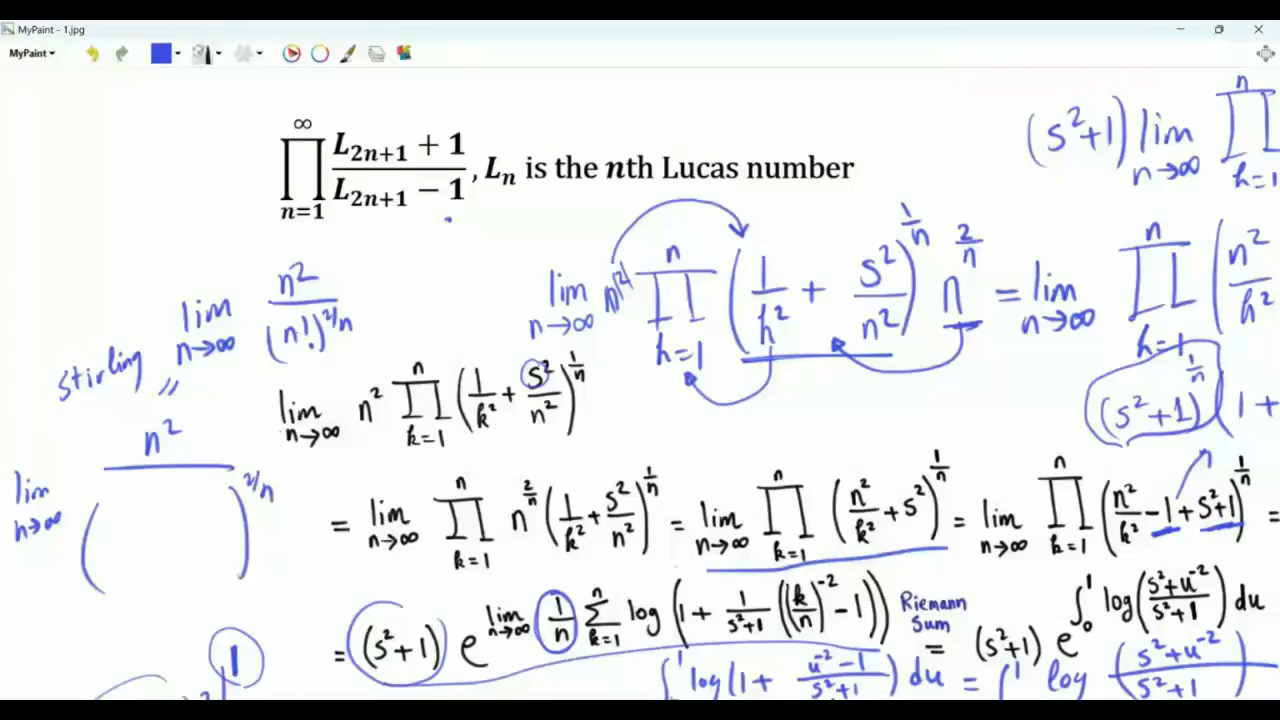 MyPaint - 1.jpg
MyPaint
∏_{n=1}^{∞} (L_{2n+1} + 1)/(L_{2n+1} − 1), L_n is the nth Lucas number
(s²+1) lim_{n→∞} ∏_{k=1}^{n}
stirling lim_{n→∞} n²/(n!)^{2/n}
lim_{n→∞} ∏_{k=1}^{n} (1/k² + s²/n²)^{1/n} n^{2/n} = lim_{n→∞} ∏_{k=1}^{n} (n²/k²
lim_{n→∞} n² ∏_{k=1}^{n} (1/k² + s²/n²)^{1/n}
(s²+1)^{1/n} (1+
lim_{n→∞} n²/( )^{2/n}
= lim_{n→∞} ∏_{k=1}^{n} n^{2/n} (1/k² + s²/n²)^{1/n} = lim_{n→∞} ∏_{k=1}^{n} (n²/k² + s²)^{1/n} = lim_{n→∞} ∏_{k=1}^{n} (n²/k² − 1 + s²+1)^{1/n} =
= (s²+1) e^{lim_{n→∞} 1/n ∑_{k=1}^{n} log(1 + 1/(s²+1) ((k/n)^{-2} − 1))} Riemann Sum = (s²+1) e^{∫_0^1 log((s²+u^{-2})/(s²+1)) du}
1
∫^1 log(1 + (u^{-2} − 1)/(s²+1)) du = ∫^1 log((s²+u^{-2})/(s²+1))